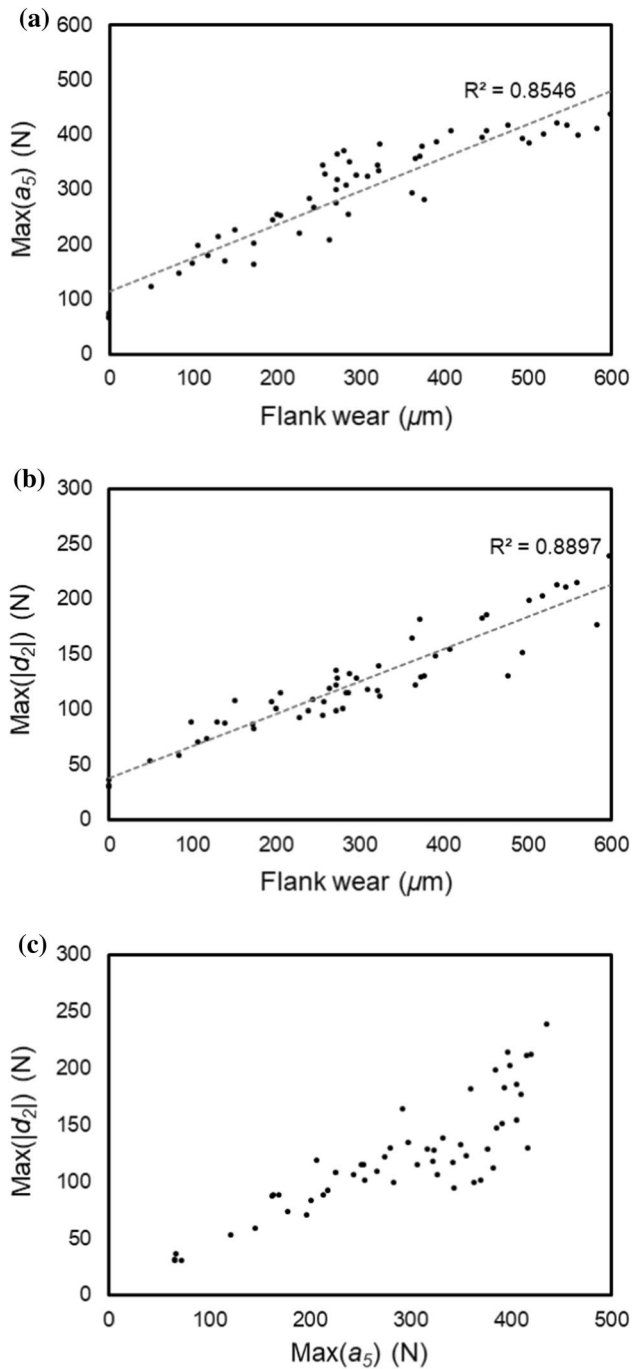 (a)
600
500
400
300
200
100
0
Max(a5) (N)
R² = 0.8546
0 100 200 300 400 500 600
Flank wear (µm)
(b)
300
250
200
150
100
50
0
Max(|d2|) (N)
R² = 0.8897
0 100 200 300 400 500 600
Flank wear (µm)
(c)
300
250
200
150
100
50
0
Max(|d2|) (N)
0 100 200 300 400 500
Max(a5) (N)